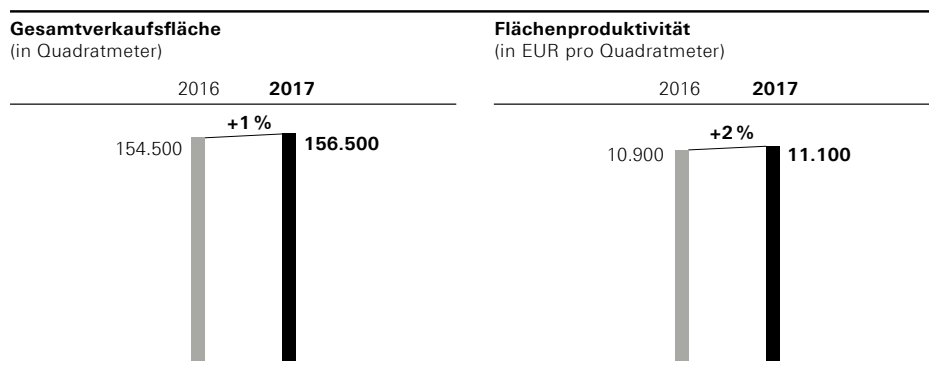 Gesamtverkaufsfläche
(in Quadratmeter)
2016 2017
+1 %
154.500
156.500
Flächenproduktivität
(in EUR pro Quadratmeter)
2016 2017
+2 %
10.900
11.100